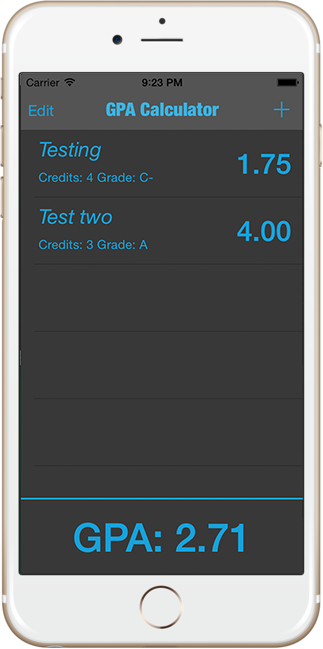 Carrier 9:23 PM
Edit GPA Calculator +
Testing
1.75
Credits: 4 Grade: C-
Test two
4.00
Credits: 3 Grade: A
GPA: 2.71